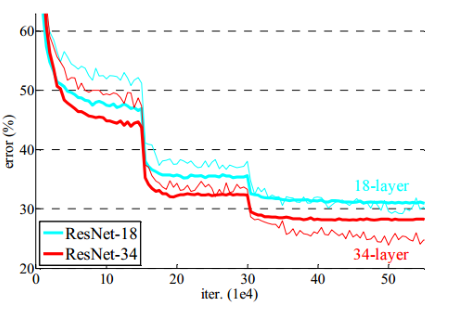 60
50
40
30
20
error (%)
0
10
20
30
40
50
iter. (1e4)
ResNet-18
ResNet-34
18-layer
34-layer